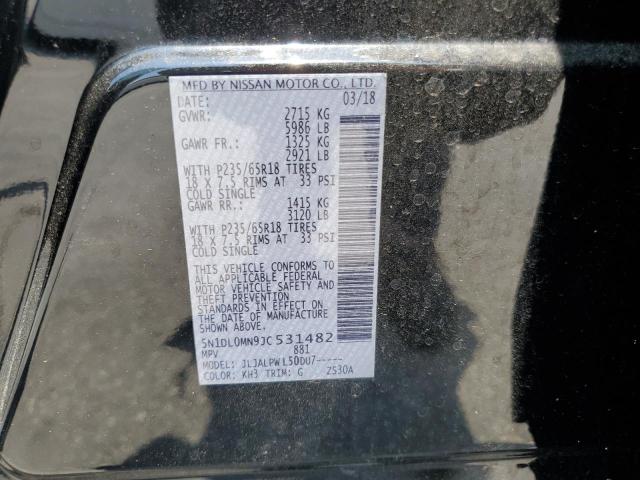 MFD BY NISSAN MOTOR CO., LTD.
DATE: 03/18
GVWR: 2715 KG
5986 LB
GAWR FR.: 1325 KG
2921 LB
WITH P235/65R18 TIRES
18 X 7.5 RIMS AT 33 PSI
COLD SINGLE
GAWR RR.: 1415 KG
3120 LB
WITH P235/65R18 TIRES
18 X 7.5 RIMS AT 33 PSI
COLD SINGLE
THIS VEHICLE CONFORMS TO
ALL APPLICABLE FEDERAL
MOTOR VEHICLE SAFETY AND
THEFT PREVENTION
STANDARDS IN EFFECT ON
THE DATE OF MANUFACTURE
SHOWN ABOVE.
5N1DL0MN9JC531482
MPV 881
MODEL: JLJALPWL50DU7-----
COLOR: KH3 TRIM: G ZS30A